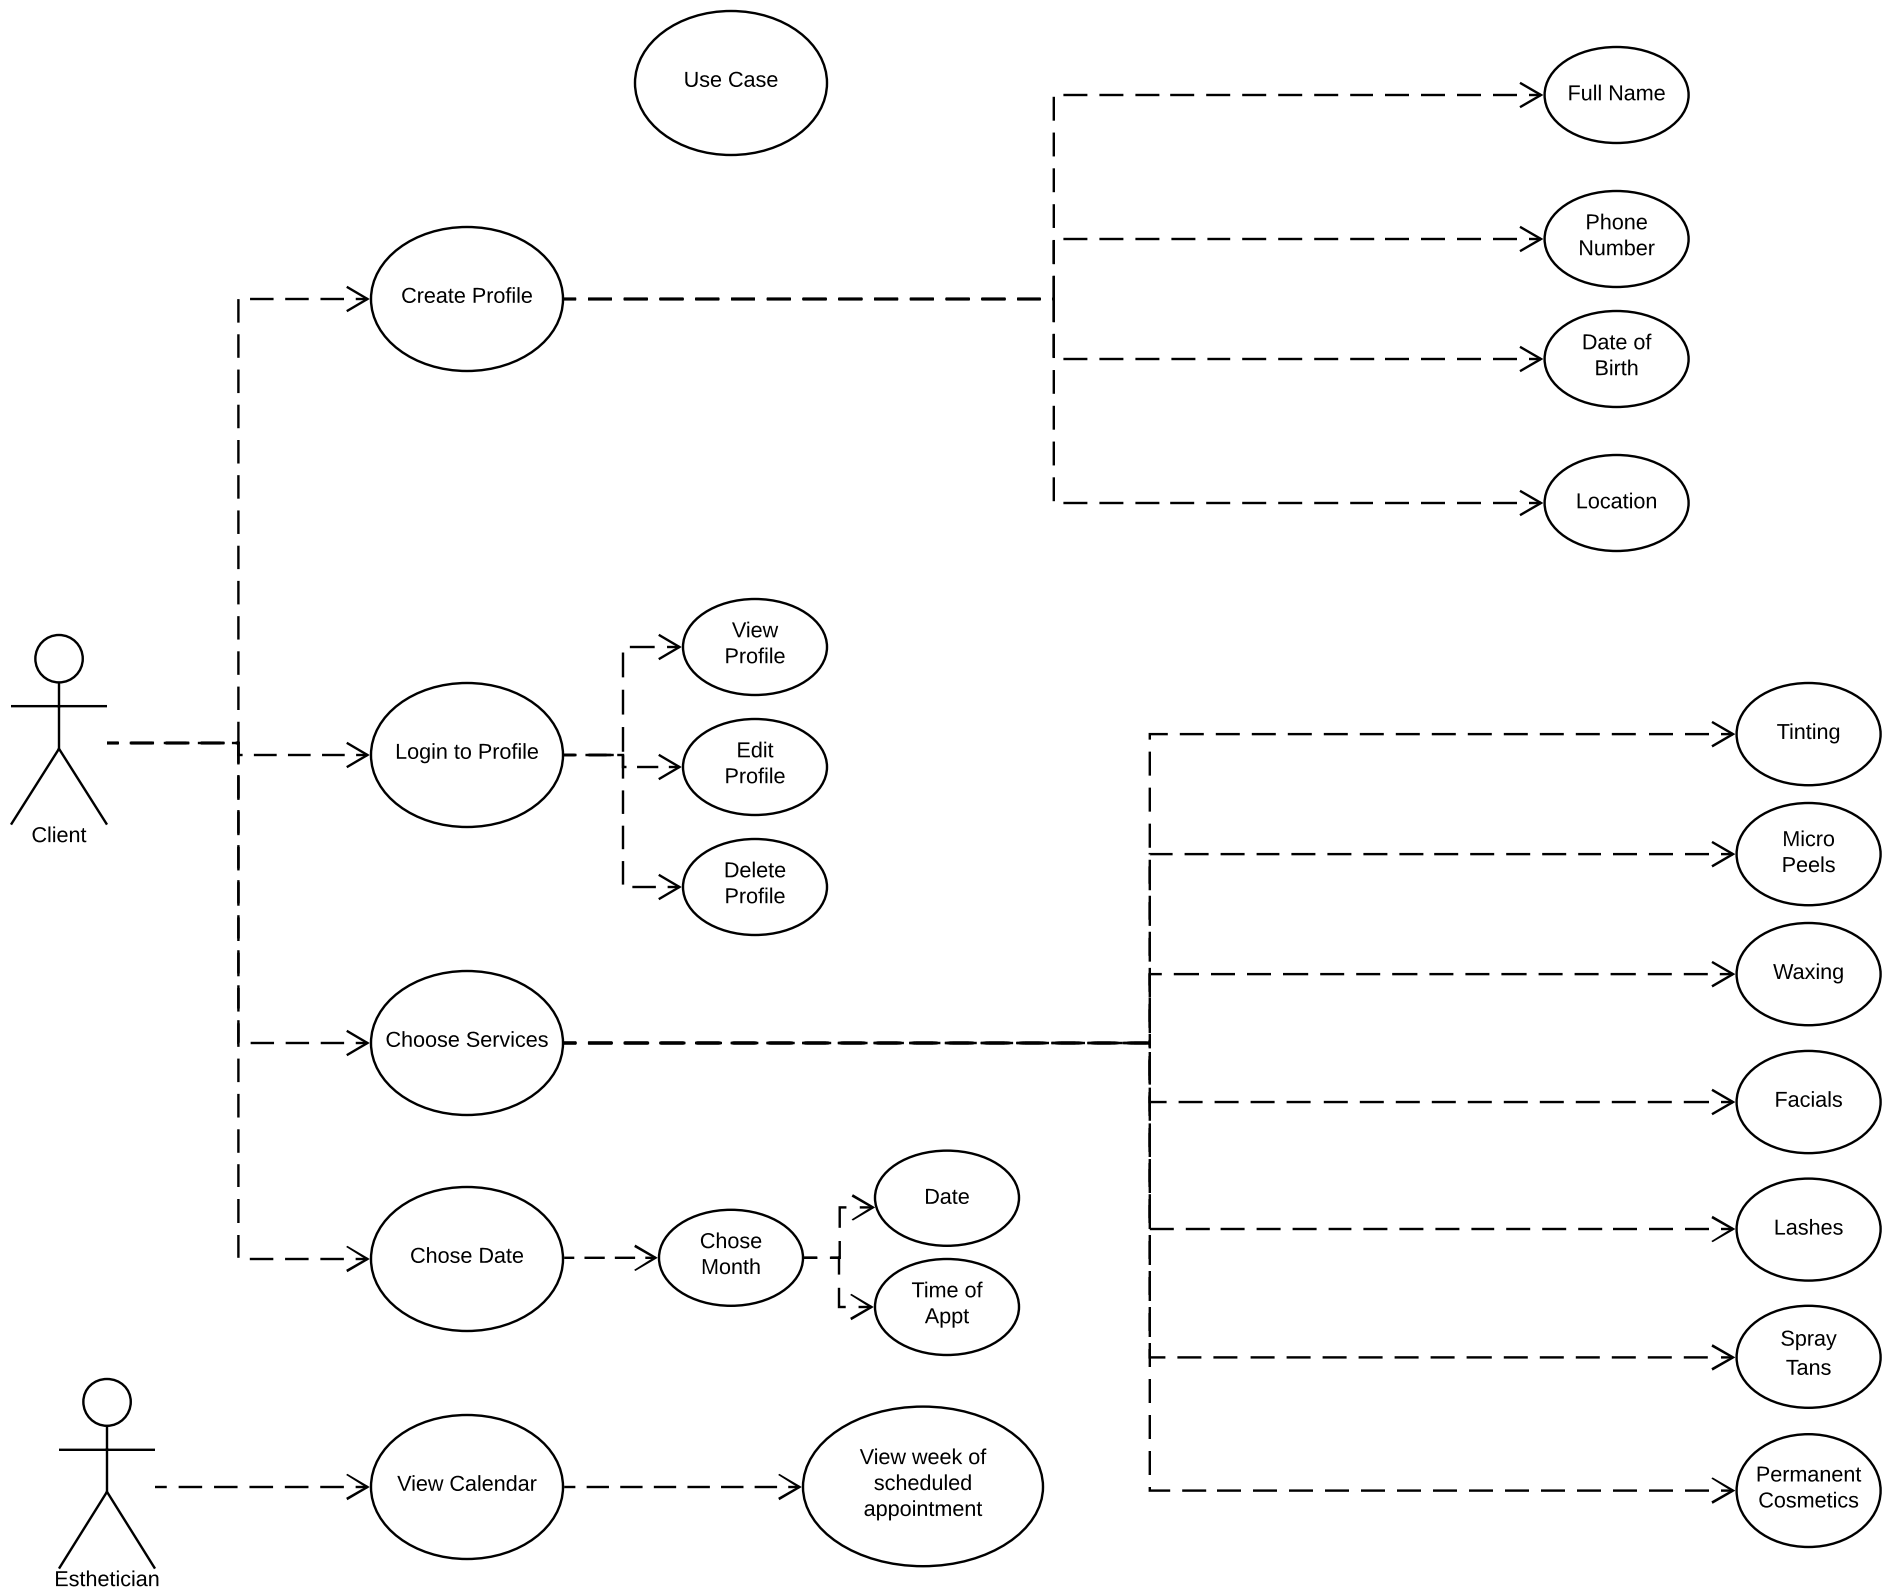 Use Case
Full Name
Phone
Number
Create Profile
Date of
Birth
Location
View
Profile
Login to Profile
Edit
Profile
Delete
Profile
Client
Tinting
Micro
Peels
Waxing
Choose Services
Facials
Chose Date
Chose
Month
Date
Time of
Appt
Lashes
Spray
Tans
View Calendar
View week of
scheduled
appointment
Permanent
Cosmetics
Esthetician